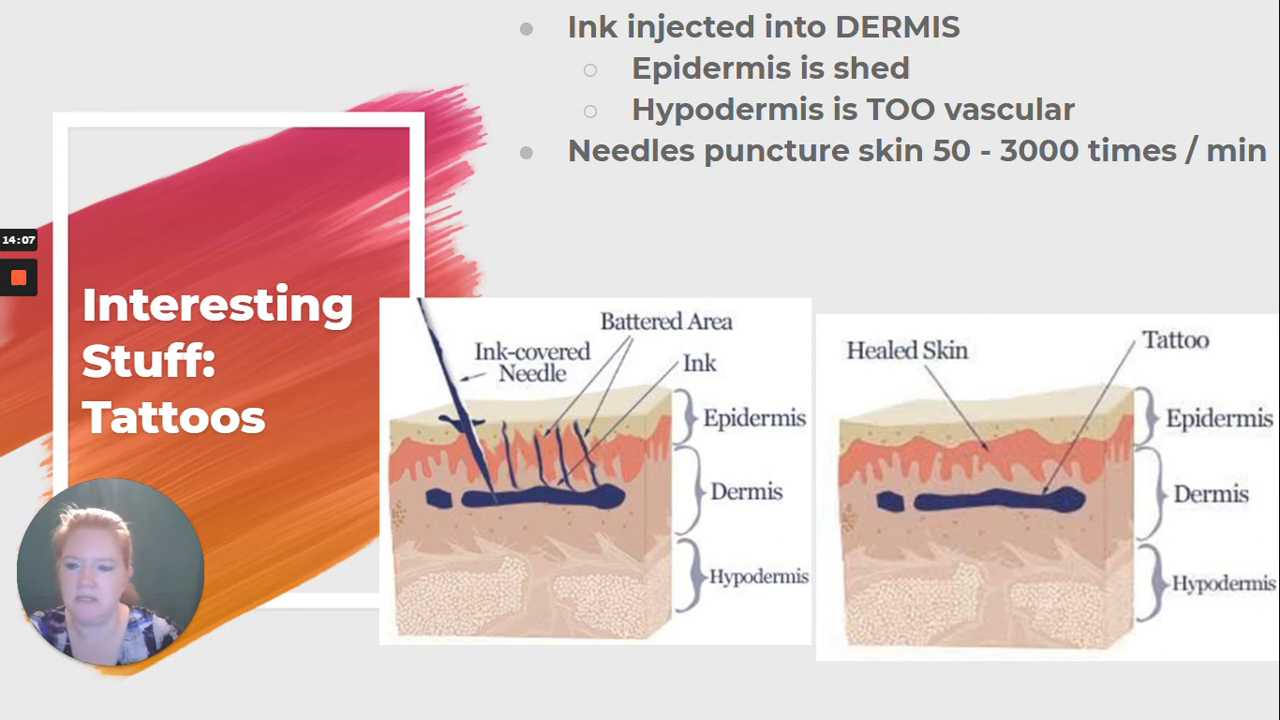 Ink injected into DERMIS
Epidermis is shed
Hypodermis is TOO vascular
Needles puncture skin 50 - 3000 times / min
14:07
Interesting
Stuff:
Tattoos
Battered Area
Ink-covered
Needle
Ink
Epidermis
Dermis
Hypodermis
Healed Skin
Tattoo
Epidermis
Dermis
Hypodermis